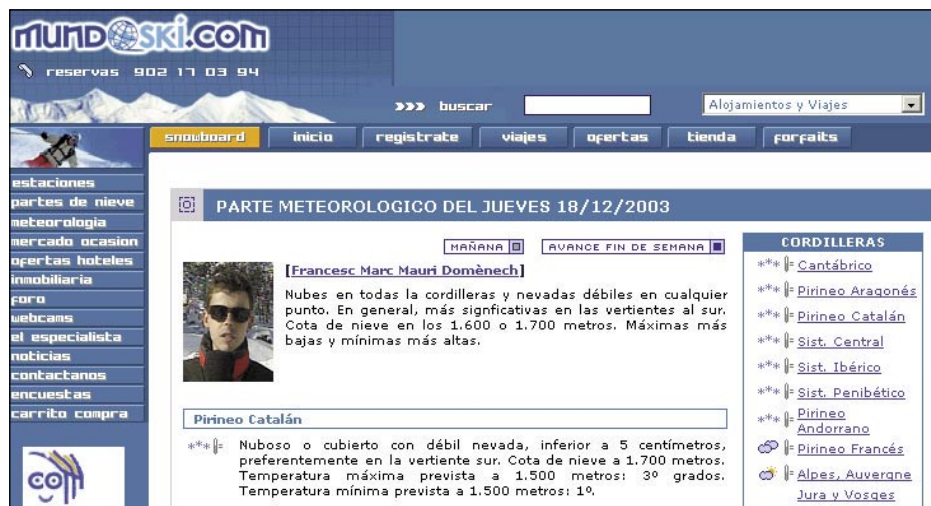 mundoski.com
reservas 902 17 03 94
>>> buscar
Alojamientos y Viajes
snowboard inicio registrate viajes ofertas tienda forfaits
estaciones
partes de nieve
meteorologia
mercado ocasion
ofertas hoteles
inmobiliaria
foro
webcams
el especialista
noticias
contactanos
encuestas
carrito compra
com
PARTE METEOROLOGICO DEL JUEVES 18/12/2003
MAÑANA AVANCE FIN DE SEMANA
[Francesc Marc Mauri Domènech]
Nubes en todas la cordilleras y nevadas débiles en cualquier
punto. En general, más signficativas en las vertientes al sur.
Cota de nieve en los 1.600 o 1.700 metros. Máximas más
bajas y mínimas más altas.
Pirineo Catalán
Nuboso o cubierto con débil nevada, inferior a 5 centímetros,
preferentemente en la vertiente sur. Cota de nieve a 1.700 metros.
Temperatura máxima prevista a 1.500 metros: 3º grados.
Temperatura mínima prevista a 1.500 metros: 1º.
CORDILLERAS
Cantábrico
Pirineo Aragonés
Pirineo Catalán
Sist. Central
Sist. Ibérico
Sist. Penibético
Pirineo
Andorrano
Pirineo Francés
Alpes, Auvergne
Jura y Vosges